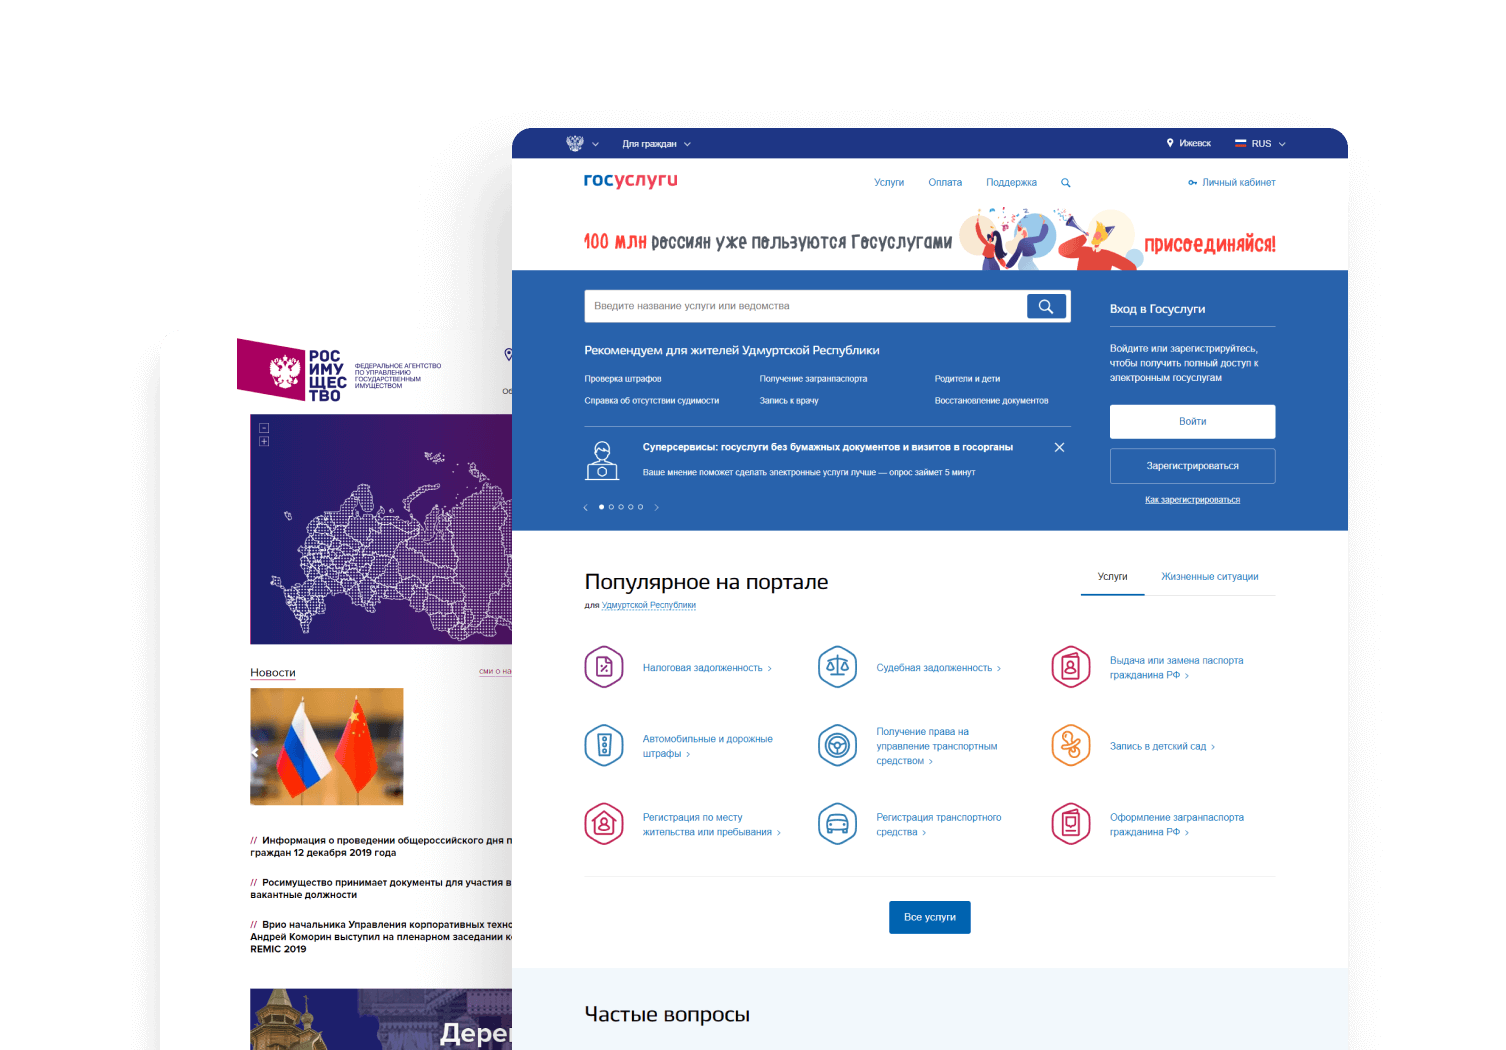 Для граждан
Ижевск
RUS
госуслуги
Услуги
Оплата
Поддержка
Личный кабинет
100 млн россиян уже пользуются Госуслугами
присоединяйся!
Введите название услуги или ведомства
Рекомендуем для жителей Удмуртской Республики
Проверка штрафов
Получение загранпаспорта
Родители и дети
Справка об отсутствии судимости
Запись к врачу
Восстановление документов
Суперсервисы: госуслуги без бумажных документов и визитов в госорганы
Ваше мнение поможет сделать электронные услуги лучше — опрос займет 5 минут
Вход в Госуслуги
Войдите или зарегистрируйтесь,
чтобы получить полный доступ к
электронным госуслугам
Войти
Зарегистрироваться
Как зарегистрироваться
Популярное на портале
для Удмуртской Республики
Услуги
Жизненные ситуации
Налоговая задолженность
Судебная задолженность
Выдача или замена паспорта
гражданина РФ
Автомобильные и дорожные
штрафы
Получение права на
управление транспортным
средством
Запись в детский сад
Регистрация по месту
жительства или пребывания
Регистрация транспортного
средства
Оформление загранпаспорта
гражданина РФ
Все услуги
Частые вопросы
РОС
ИМУ
ЩЕС
ТВО
ФЕДЕРАЛЬНОЕ АГЕНТСТВО
ПО УПРАВЛЕНИЮ
ГОСУДАРСТВЕННЫМ
ИМУЩЕСТВОМ
Об
Новости
сми о на
// Информация о проведении общероссийского дня п
граждан 12 декабря 2019 года
// Росимущество принимает документы для участия в
вакантные должности
// Врио начальника Управления корпоративных техно
Андрей Коморин выступил на пленарном заседании к
REMIC 2019
Дере